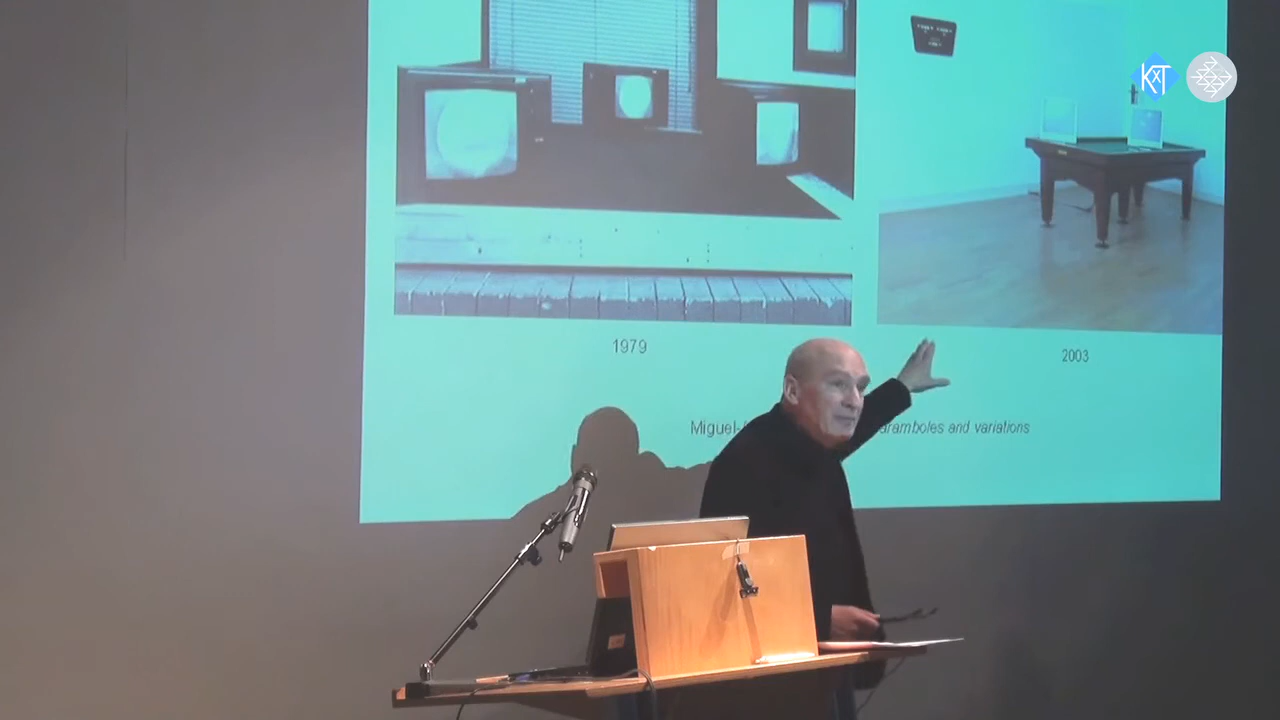 KXT
1979
2003
Miguel-
aramboles and variations